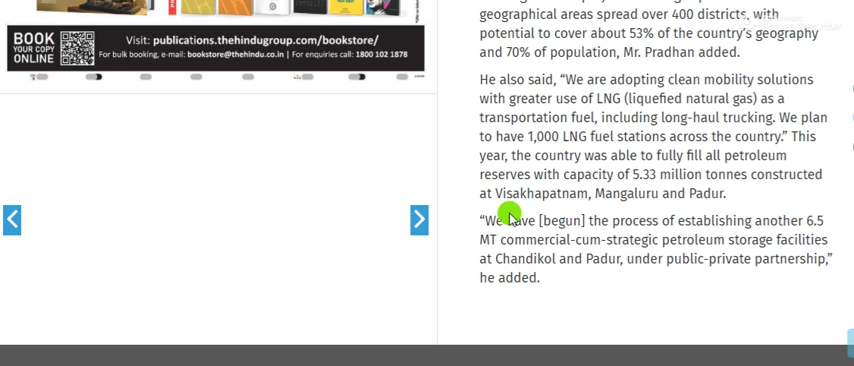 BOOK
YOUR COPY
ONLINE
Visit: publications.thehindugroup.com/bookstore/
For bulk booking, e-mail: bookstore@thehindu.co.in | For enquiries call: 1800 102 1878
geographical areas spread over 400 districts, with
potential to cover about 53% of the country's geography
and 70% of population, Mr. Pradhan added.
He also said, “We are adopting clean mobility solutions
with greater use of LNG (liquefied natural gas) as a
transportation fuel, including long-haul trucking. We plan
to have 1,000 LNG fuel stations across the country.” This
year, the country was able to fully fill all petroleum
reserves with capacity of 5.33 million tonnes constructed
at Visakhapatnam, Mangaluru and Padur.
“We have [begun] the process of establishing another 6.5
MT commercial-cum-strategic petroleum storage facilities
at Chandikol and Padur, under public-private partnership,”
he added.